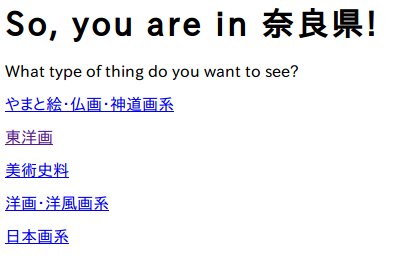 So, you are in 奈良県!
What type of thing do you want to see?
やまと絵・仏画・神道画系
東洋画
美術史料
洋画・洋風画系
日本画系